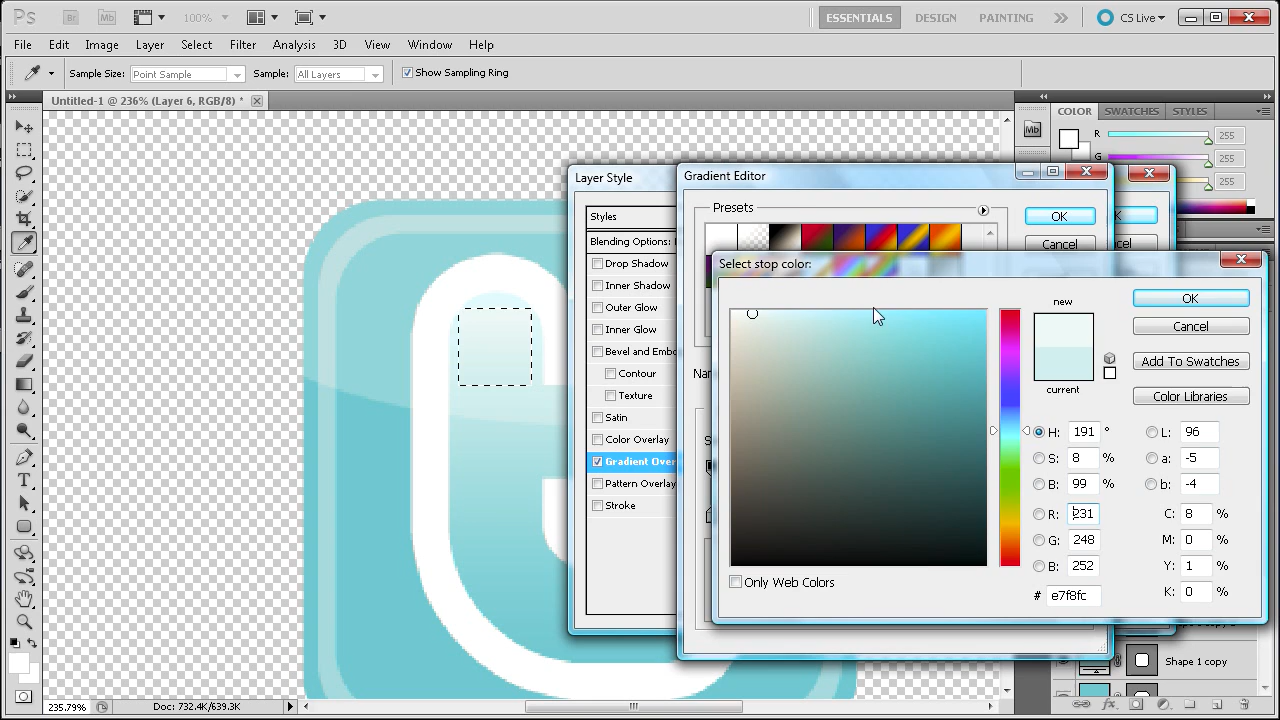 Ps Br Mb 100% ESSENTIALS DESIGN PAINTING CS Live
File Edit Image Layer Select Filter Analysis 3D View Window Help
Sample Size: Point Sample Sample: All Layers Show Sampling Ring
Untitled-1 @ 236% (Layer 6, RGB/8) *
COLOR SWATCHES STYLES
Mb
R 255
G 255
255
Layer Style
Styles
Blending Options:
Drop Shadow
Inner Shadow
Outer Glow
Inner Glow
Bevel and Embo
Contour
Texture
Satin
Color Overlay
Gradient Over
Pattern Overlay
Stroke
Gradient Editor
Presets
OK
Cancel
Select stop color:
new
current
OK
Cancel
Add To Swatches
Color Libraries
H: 191 ° L: 96
S: 8 % a: -5
B: 99 % b: -4
R: 231 C: 8 %
G: 248 M: 0 %
B: 252 Y: 1 %
# e7f8fc K: 0 %
Only Web Colors
Shape 1 copy
235.79% Doc: 732.4K/639.3K